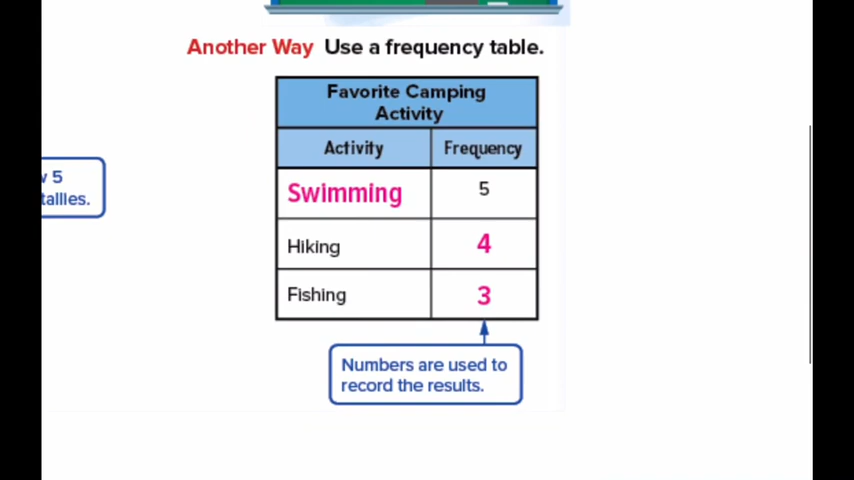 Another Way Use a frequency table.
Favorite Camping
Activity
Activity Frequency
Swimming 5
Hiking 4
Fishing 3
5
tallies.
Numbers are used to
record the results.